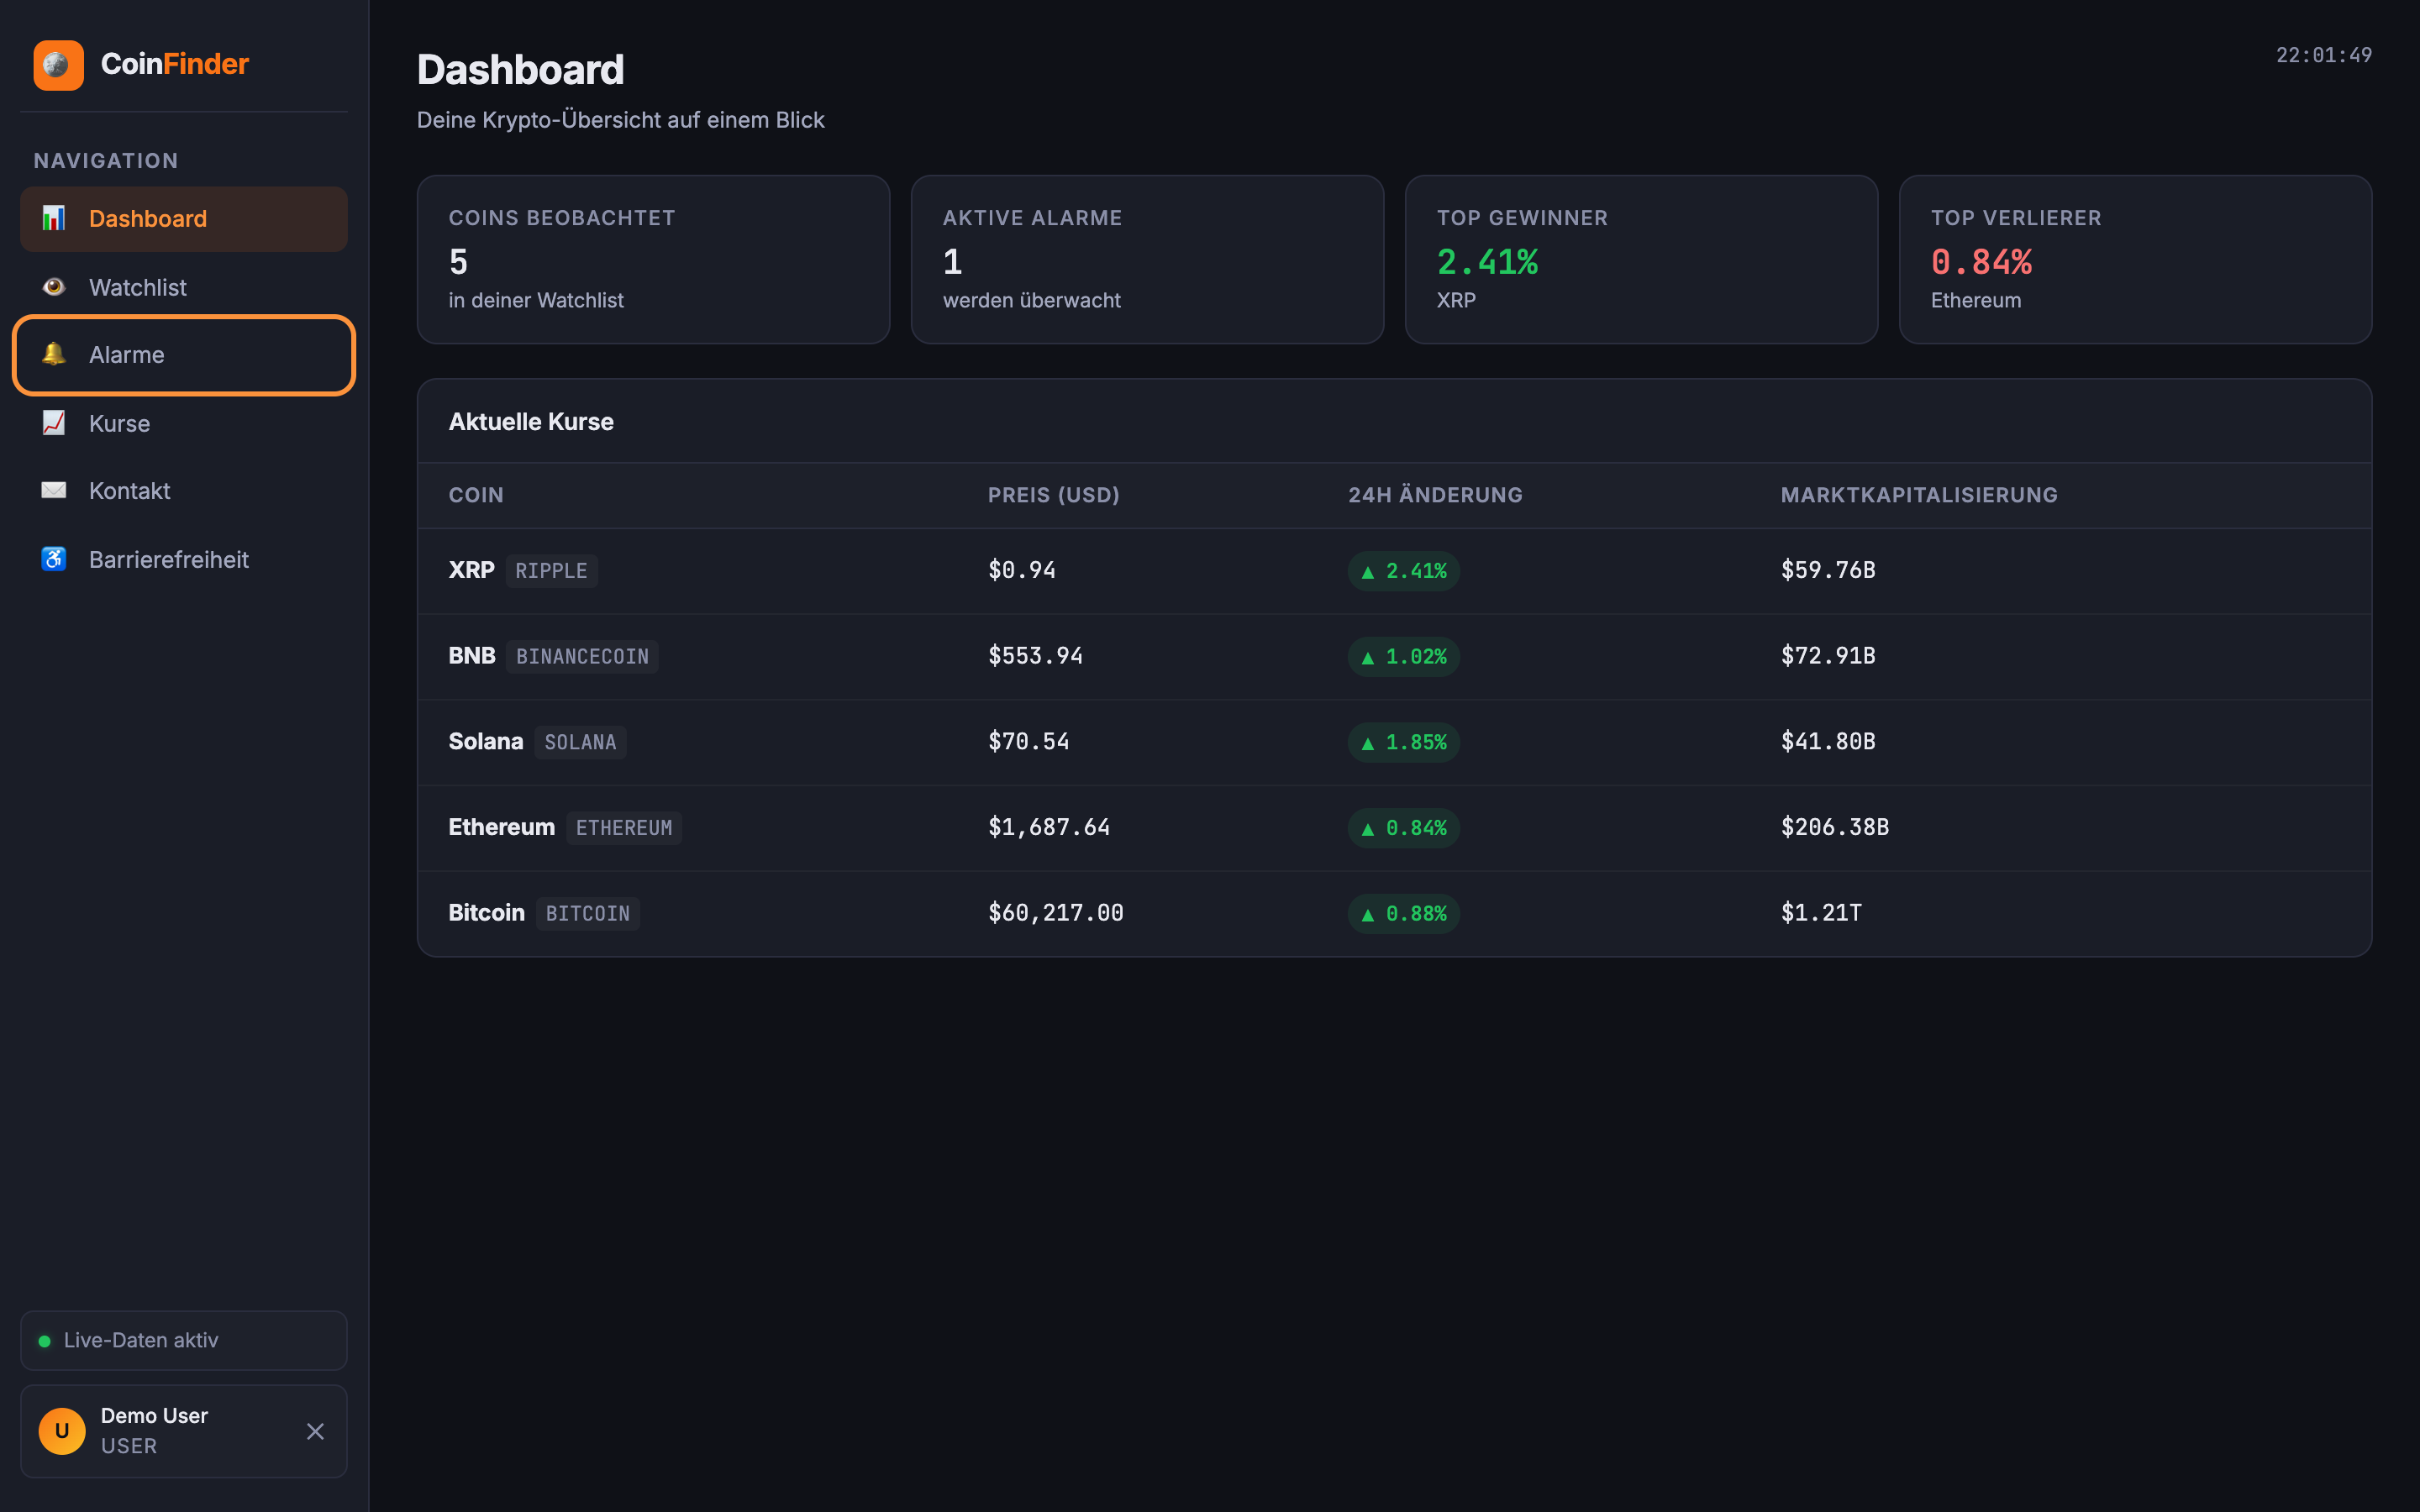 CoinFinder
22:01:49
Dashboard
Deine Krypto-Übersicht auf einem Blick
NAVIGATION
Dashboard
Watchlist
Alarme
Kurse
Kontakt
Barrierefreiheit
COINS BEOBACHTET
5
in deiner Watchlist
AKTIVE ALARME
1
werden überwacht
TOP GEWINNER
2.41%
XRP
TOP VERLIERER
0.84%
Ethereum
Aktuelle Kurse
COIN PREIS (USD) 24H ÄNDERUNG MARKTKAPITALISIERUNG
XRP RIPPLE $0.94 ▲ 2.41% $59.76B
BNB BINANCECOIN $553.94 ▲ 1.02% $72.91B
Solana SOLANA $70.54 ▲ 1.85% $41.80B
Ethereum ETHEREUM $1,687.64 ▲ 0.84% $206.38B
Bitcoin BITCOIN $60,217.00 ▲ 0.88% $1.21T
Live-Daten aktiv
U
Demo User
USER